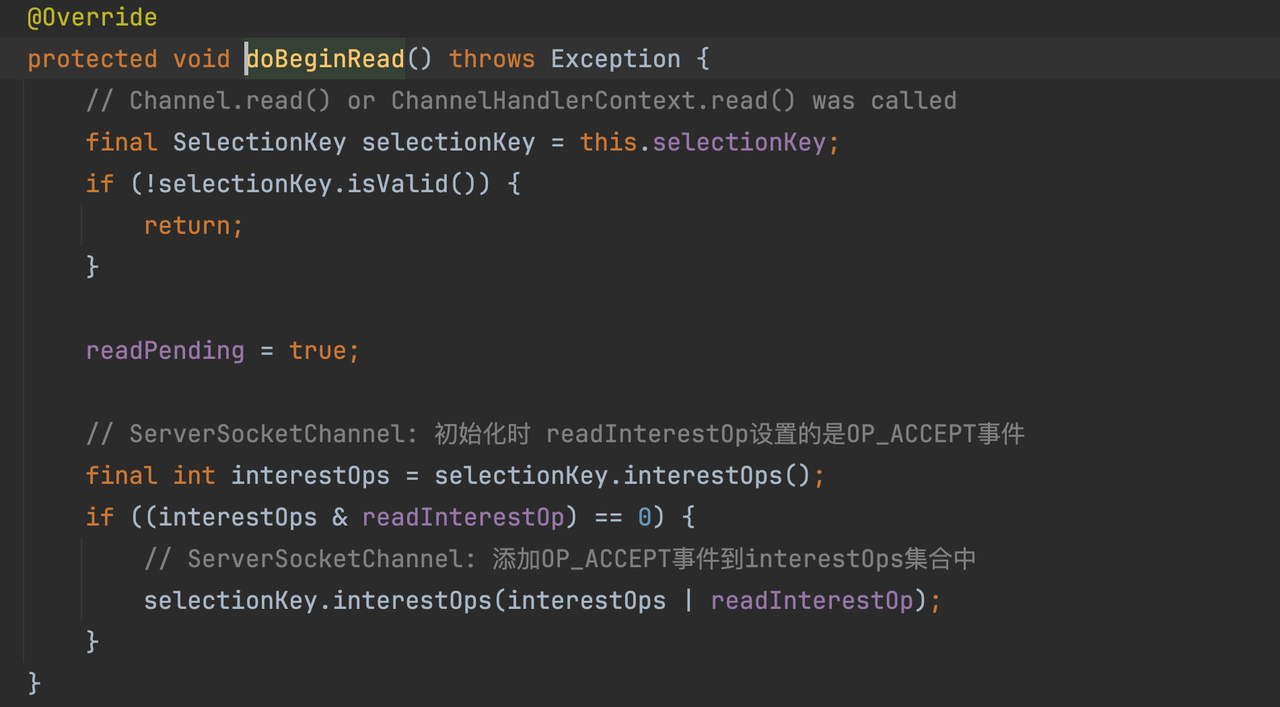 @Override
protected void doBeginRead() throws Exception {
    // Channel.read() or ChannelHandlerContext.read() was called
    final SelectionKey selectionKey = this.selectionKey;
    if (!selectionKey.isValid()) {
        return;
    }

    readPending = true;

    // ServerSocketChannel: 初始化时 readInterestOp设置的是OP_ACCEPT事件
    final int interestOps = selectionKey.interestOps();
    if ((interestOps & readInterestOp) == 0) {
        // ServerSocketChannel: 添加OP_ACCEPT事件到interestOps集合中
        selectionKey.interestOps(interestOps | readInterestOp);
    }
}